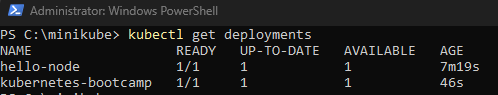 Administrator: Windows PowerShell
PS C:\minikube> kubectl get deployments
NAME READY UP-TO-DATE AVAILABLE AGE
hello-node 1/1 1 1 7m19s
kubernetes-bootcamp 1/1 1 1 46s